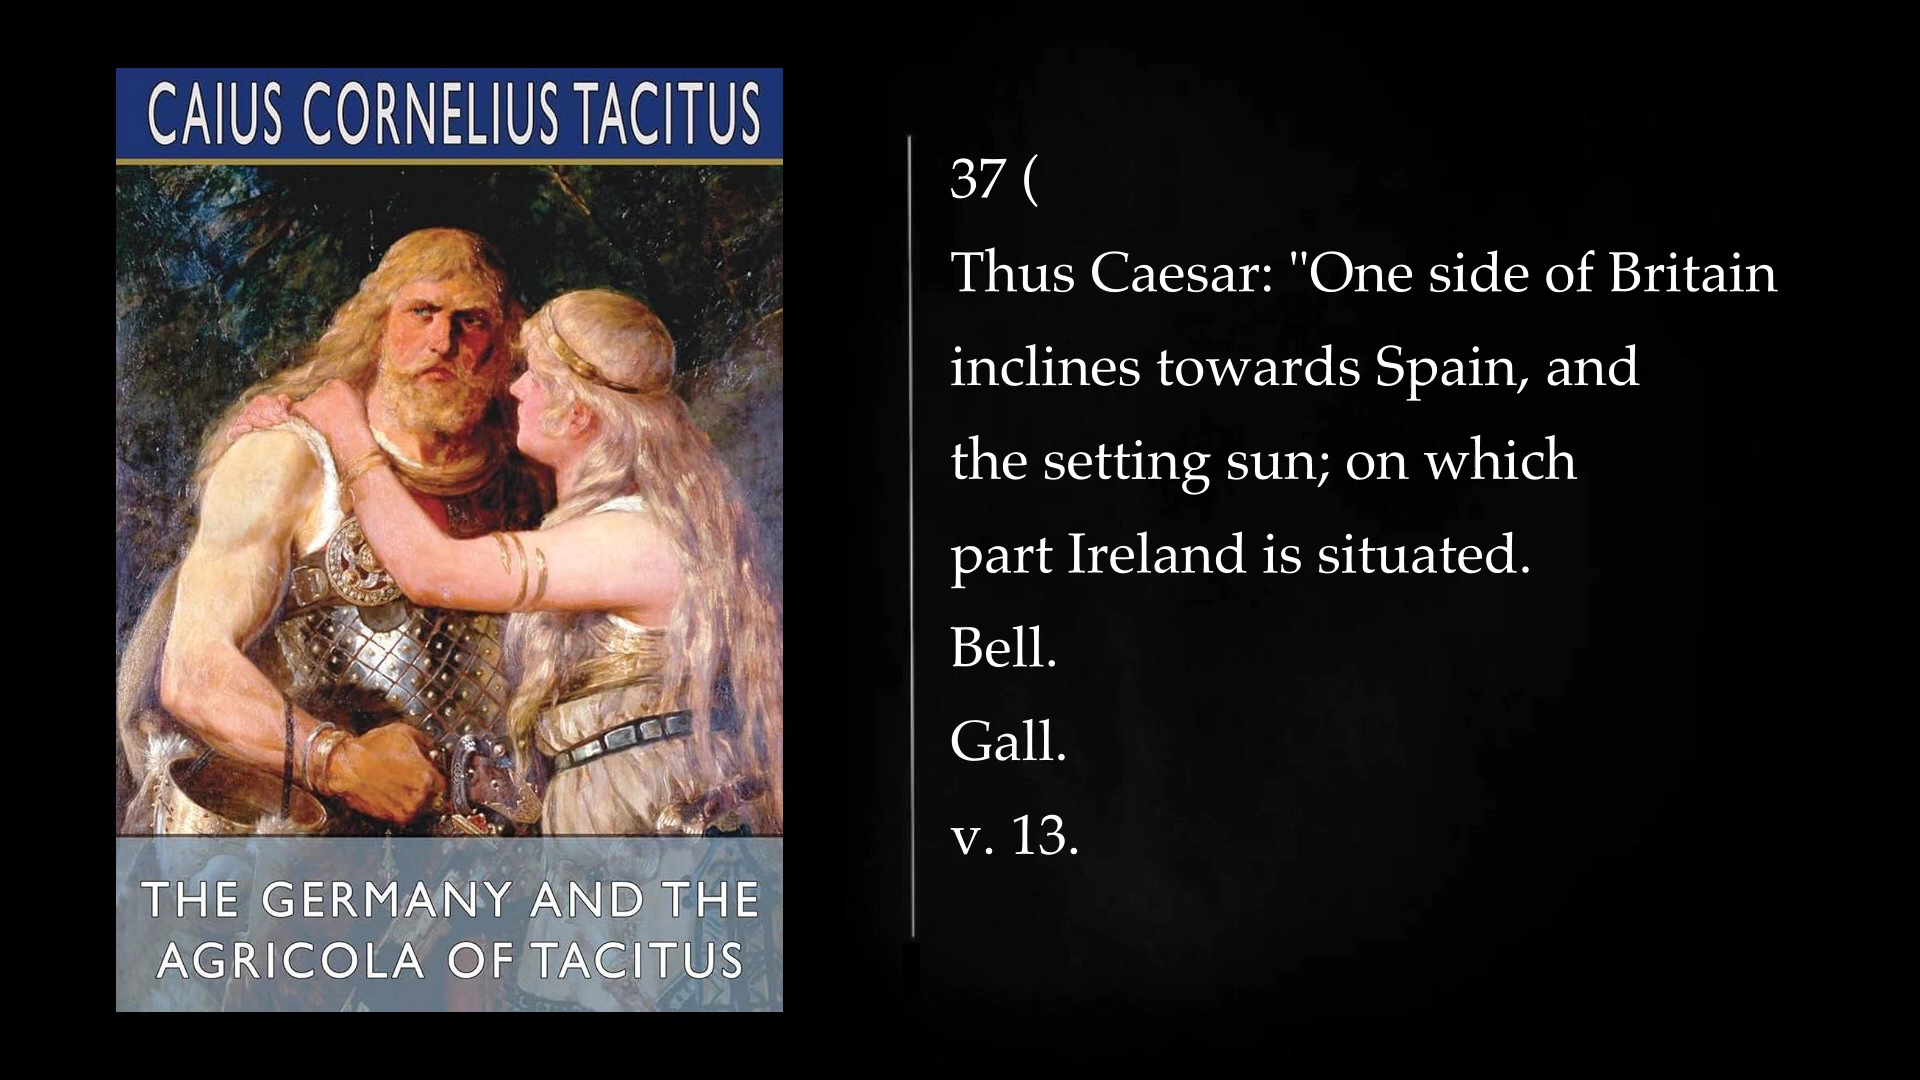 CAIUS CORNELIUS TACITUS
THE GERMANY AND THE
AGRICOLA OF TACITUS
37 (
Thus Caesar: "One side of Britain
inclines towards Spain, and
the setting sun; on which
part Ireland is situated.
Bell.
Gall.
v. 13.